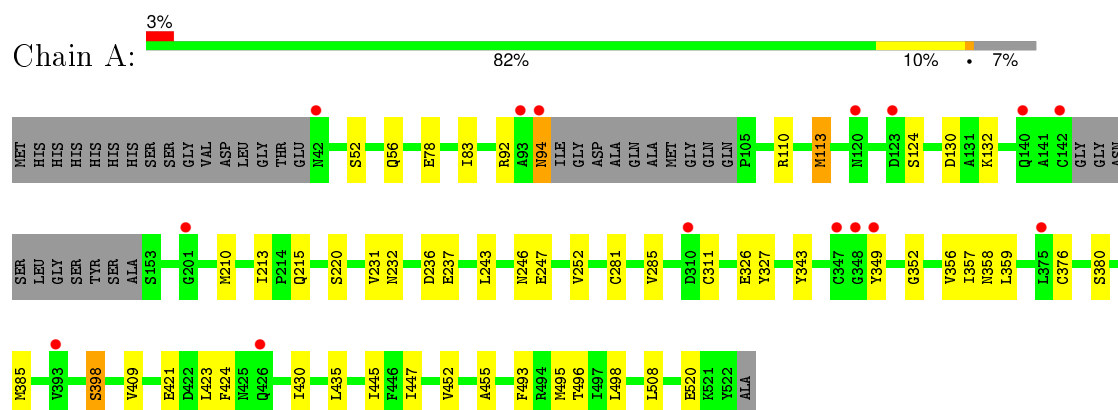 3%
Chain A:
82% 10% • 7%
MET HIS HIS HIS HIS HIS HIS SER SER GLY VAL ASP LEU GLY THR GLU N42 S52 Q56 E78 I83 R92 A93 N94 ILE GLY ASP ALA GLN ALA MET GLY GLN GLN P105 R110 M113 N120 D123 S124 D130 A131 K132 Q140 A141 C142 GLY GLY ASN
SER LEU GLY SER TYR SER ALA S153 G201 M210 I213 P214 Q215 S220 V231 N232 D236 E237 L243 N246 E247 V252 C281 V285 D310 C311 E326 Y327 Y343 C347 G348 Y349 G352 V356 I357 N358 L359 L375 C376 S380
M385 V393 S398 V409 E421 D422 L423 F424 N425 Q426 I430 L435 I445 F446 I447 V452 A455 F493 R494 M495 T496 I497 L498 L508 E520 K521 Y522 ALA